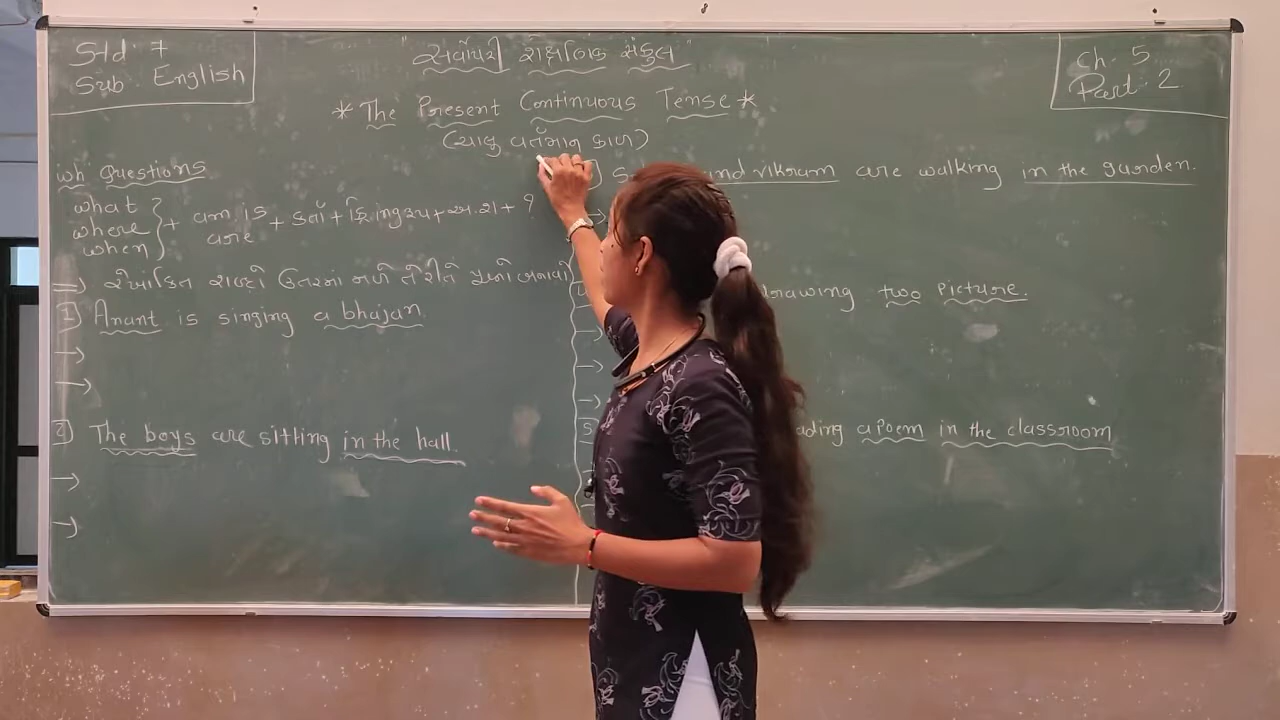 Std : 7
Sub : English
સર્વોપરી શૈક્ષણિક સંકુલ
Ch. 5
Part. 2
* The Present Continuous Tense *
(ચાલુ વર્તમાન કાળ)
wh Questions
what
where
when
+ am is are + કર્તા + ક્રિ.નું રૂપ + અ.શ. + ?
⇒ રેખાંકિત શબ્દો ઉત્તરમાં મળે તે રીતે પ્રશ્નો બનાવો
1) Anant is singing a bhajan.
→
→
2) The boys are sitting in the hall.
→
→
) and vikram are walking in the garden.
→
drawing two picture.
→
→
5 a poem in the classroom